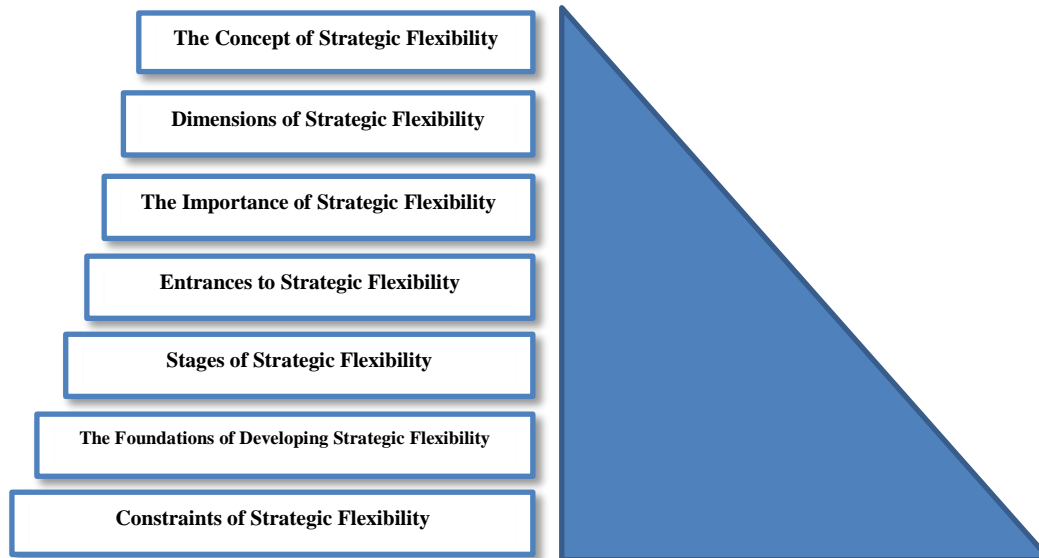 The Concept of Strategic Flexibility
Dimensions of Strategic Flexibility
The Importance of Strategic Flexibility
Entrances to Strategic Flexibility
Stages of Strategic Flexibility
The Foundations of Developing Strategic Flexibility
Constraints of Strategic Flexibility